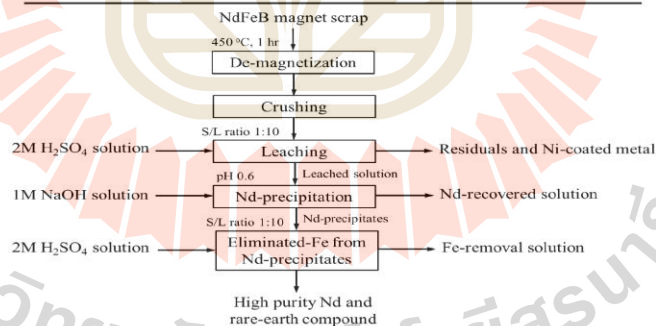 NdFeB magnet scrap
450 °C, 1 hr
De-magnetization
Crushing
S/L ratio 1:10
2M H₂SO₄ solution
Leaching
Residuals and Ni-coated metal
pH 0.6
Leached solution
1M NaOH solution
Nd-precipitation
Nd-recovered solution
S/L ratio 1:10
Nd-precipitates
2M H₂SO₄ solution
Eliminated-Fe from
Nd-precipitates
Fe-removal solution
High purity Nd and
rare-earth compound